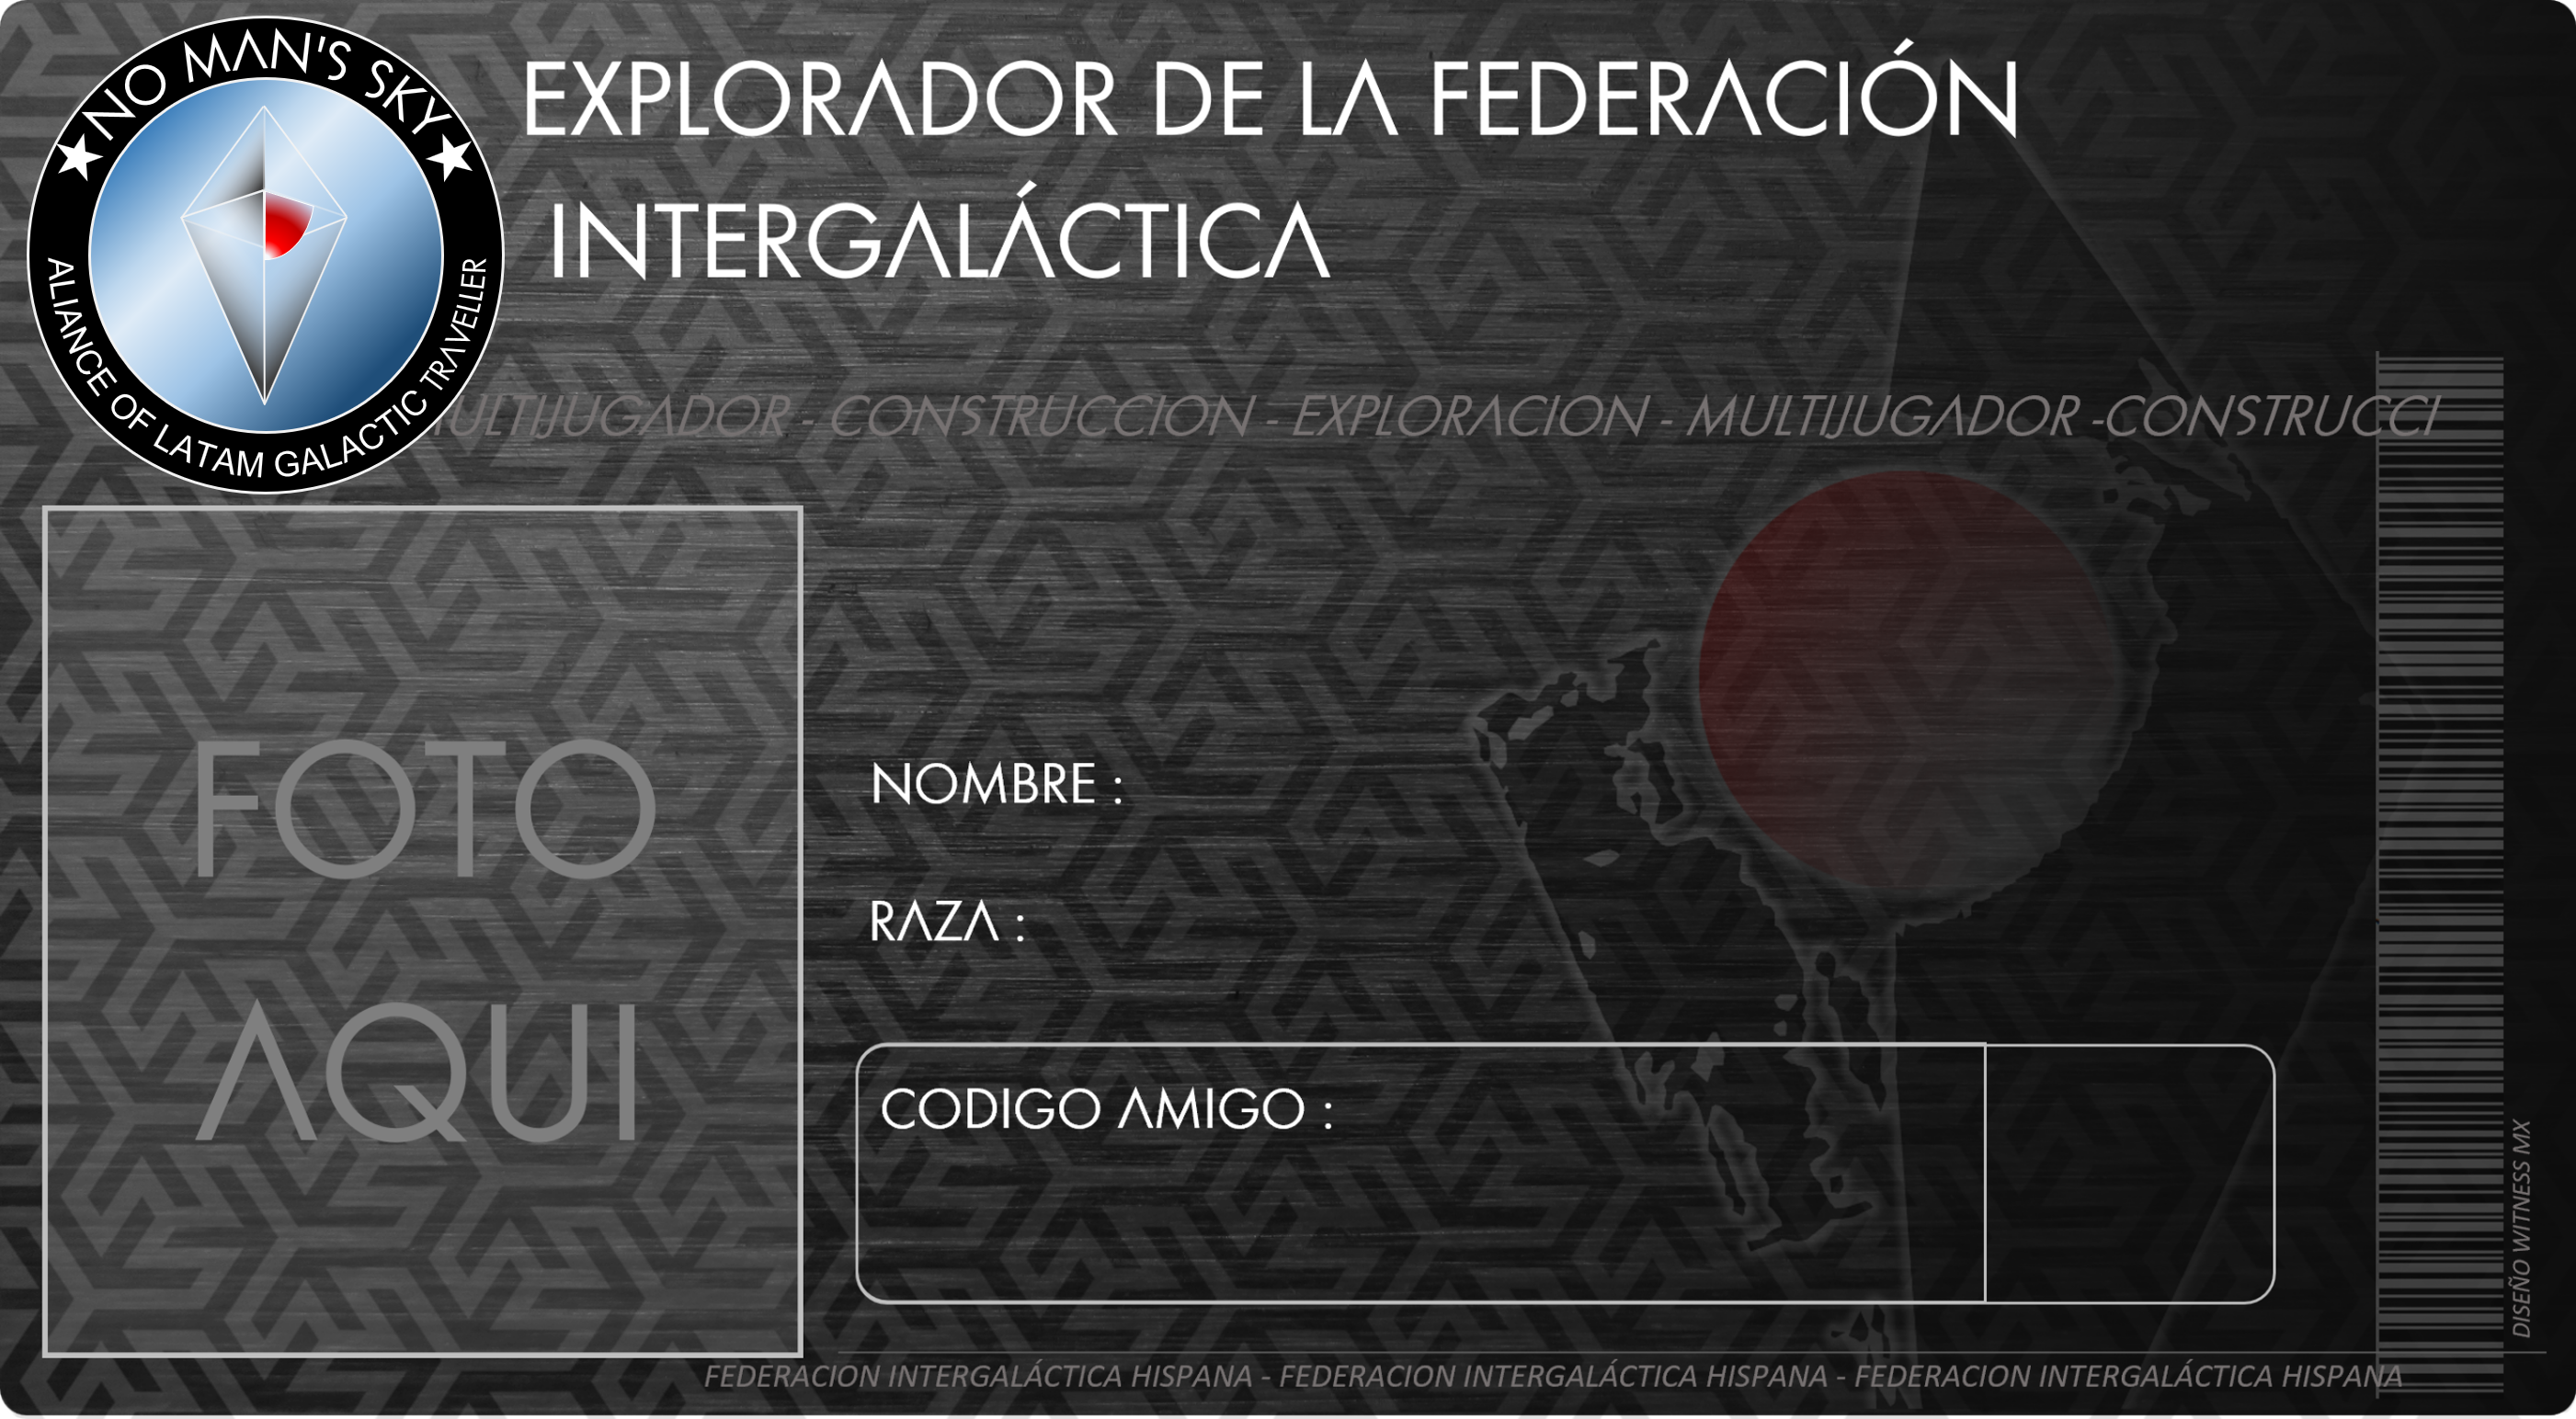 NO MAN'S SKY
ALIANCE OF LATAM GALACTIC TRAVELLER
EXPLORADOR DE LA FEDERACIÓN
INTERGALÁCTICA
MULTIJUGADOR - CONSTRUCCION - EXPLORACION - MULTIJUGADOR -CONSTRUCCI
FOTO
AQUI
NOMBRE :
RAZA :
CODIGO AMIGO :
DISEÑO WITNESS MX
FEDERACION INTERGALÁCTICA HISPANA - FEDERACION INTERGALÁCTICA HISPANA - FEDERACION INTERGALÁCTICA HISPANA